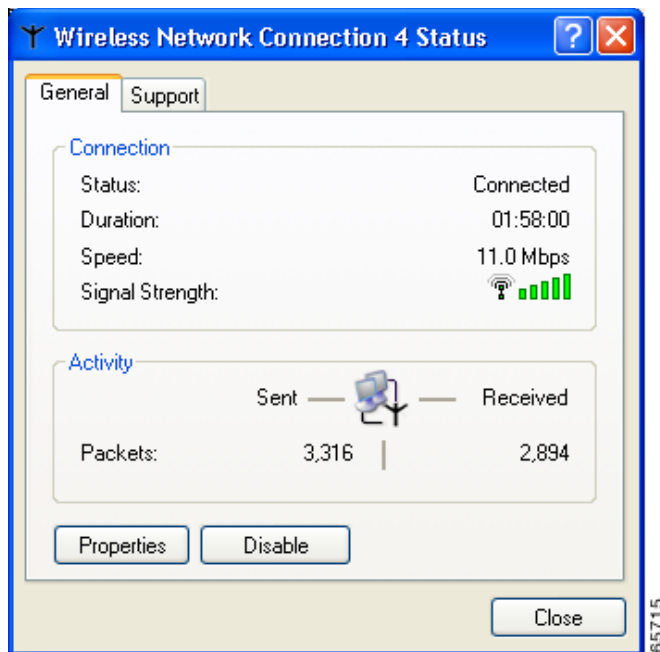 Wireless Network Connection 4 Status
General Support
Connection
Status: Connected
Duration: 01:58:00
Speed: 11.0 Mbps
Signal Strength:
Activity
Sent Received
Packets: 3,316 2,894
Properties Disable
Close
65715